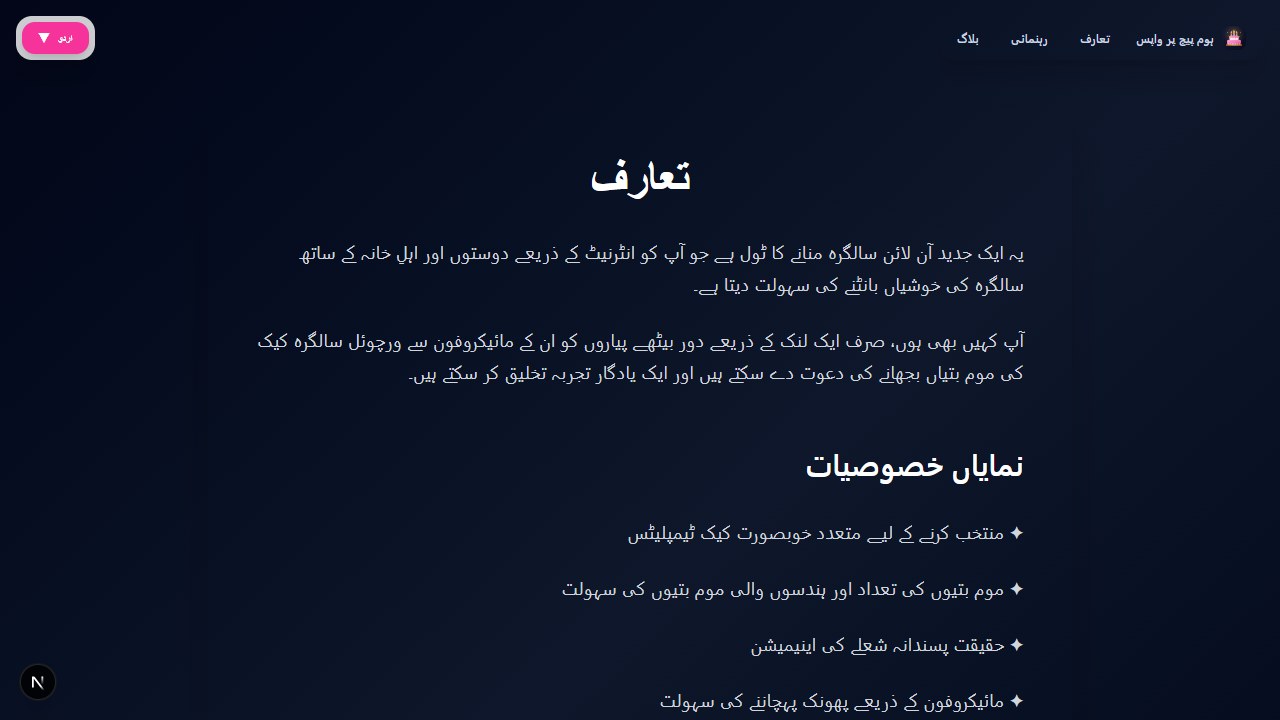 ہوم پیج پر واپس
تعارف
رہنمائی
بلاگ
اردو ▼
تعارف
یہ ایک جدید آن لائن سالگرہ منانے کا ٹول ہے جو آپ کو انٹرنیٹ کے ذریعے دوستوں اور اہلِ خانہ کے ساتھ
سالگرہ کی خوشیاں بانٹنے کی سہولت دیتا ہے۔
آپ کہیں بھی ہوں، صرف ایک لنک کے ذریعے دور بیٹھے پیاروں کو ان کے مائیکروفون سے ورچوئل سالگرہ کیک
کی موم بتیاں بجھانے کی دعوت دے سکتے ہیں اور ایک یادگار تجربہ تخلیق کر سکتے ہیں۔
نمایاں خصوصیات
✦ منتخب کرنے کے لیے متعدد خوبصورت کیک ٹیمپلیٹس
✦ موم بتیوں کی تعداد اور ہندسوں والی موم بتیوں کی سہولت
✦ حقیقت پسندانہ شعلے کی اینیمیشن
✦ مائیکروفون کے ذریعے پھونک پہچاننے کی سہولت
N